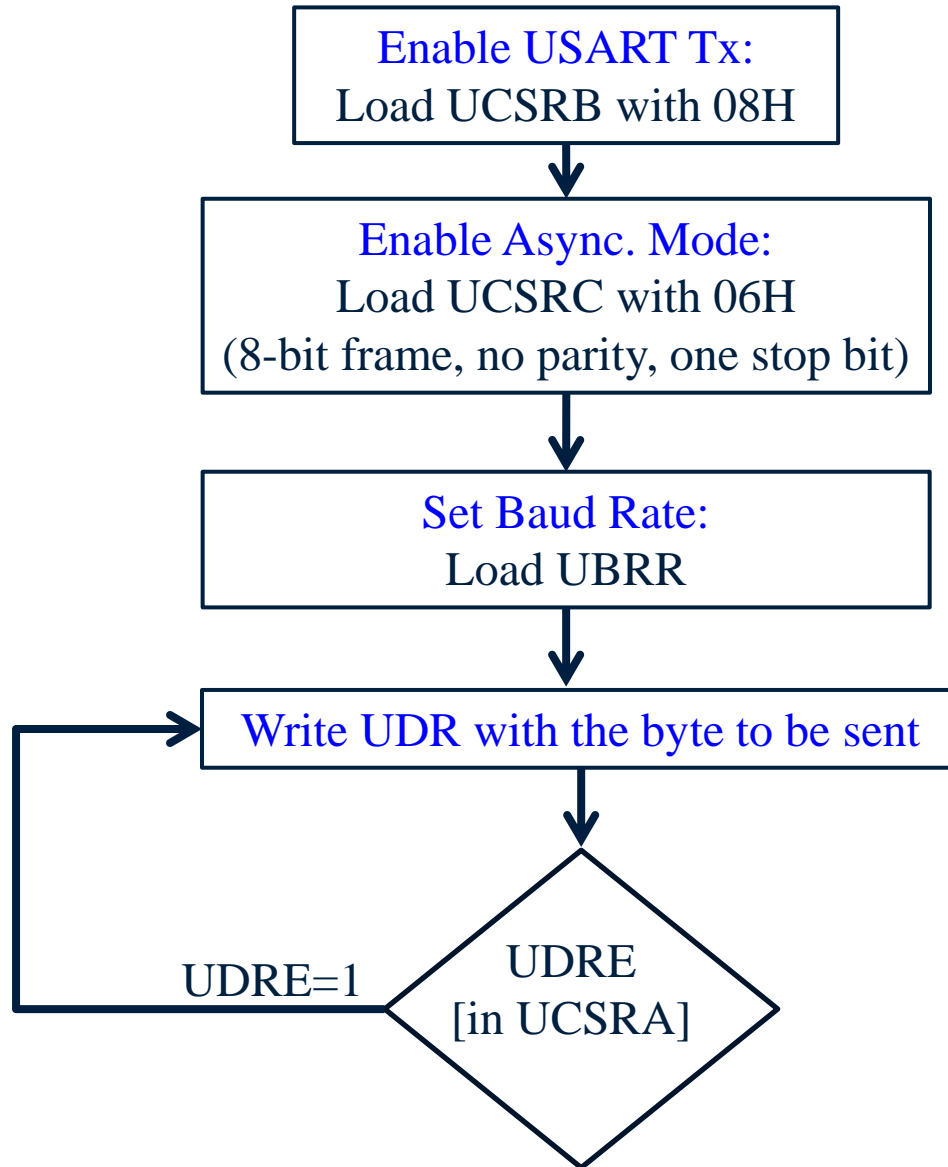 Enable USART Tx:
Load UCSRB with 08H
Enable Async. Mode:
Load UCSRC with 06H
(8-bit frame, no parity, one stop bit)
Set Baud Rate:
Load UBRR
Write UDR with the byte to be sent
UDRE=1
UDRE
[in UCSRA]